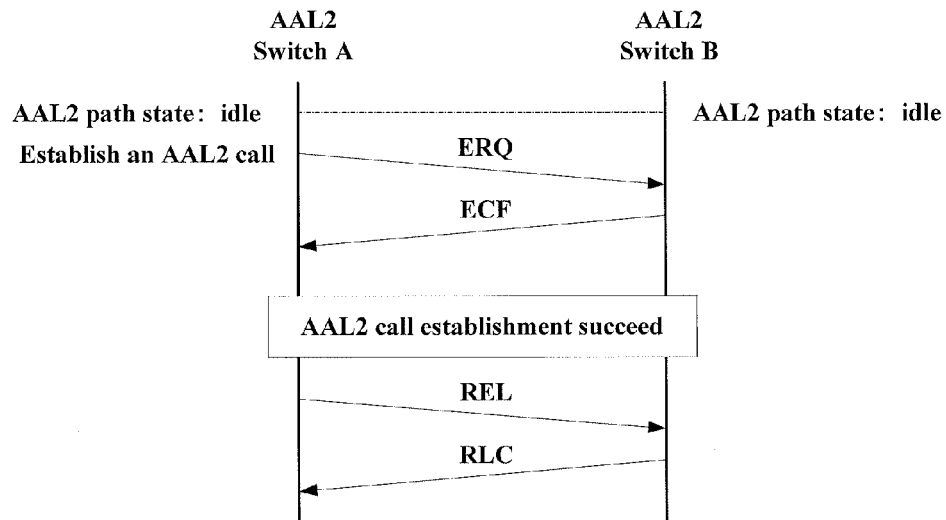 AAL2
Switch A
AAL2
Switch B
AAL2 path state: idle
AAL2 path state: idle
Establish an AAL2 call
ERQ
ECF
AAL2 call establishment succeed
REL
RLC